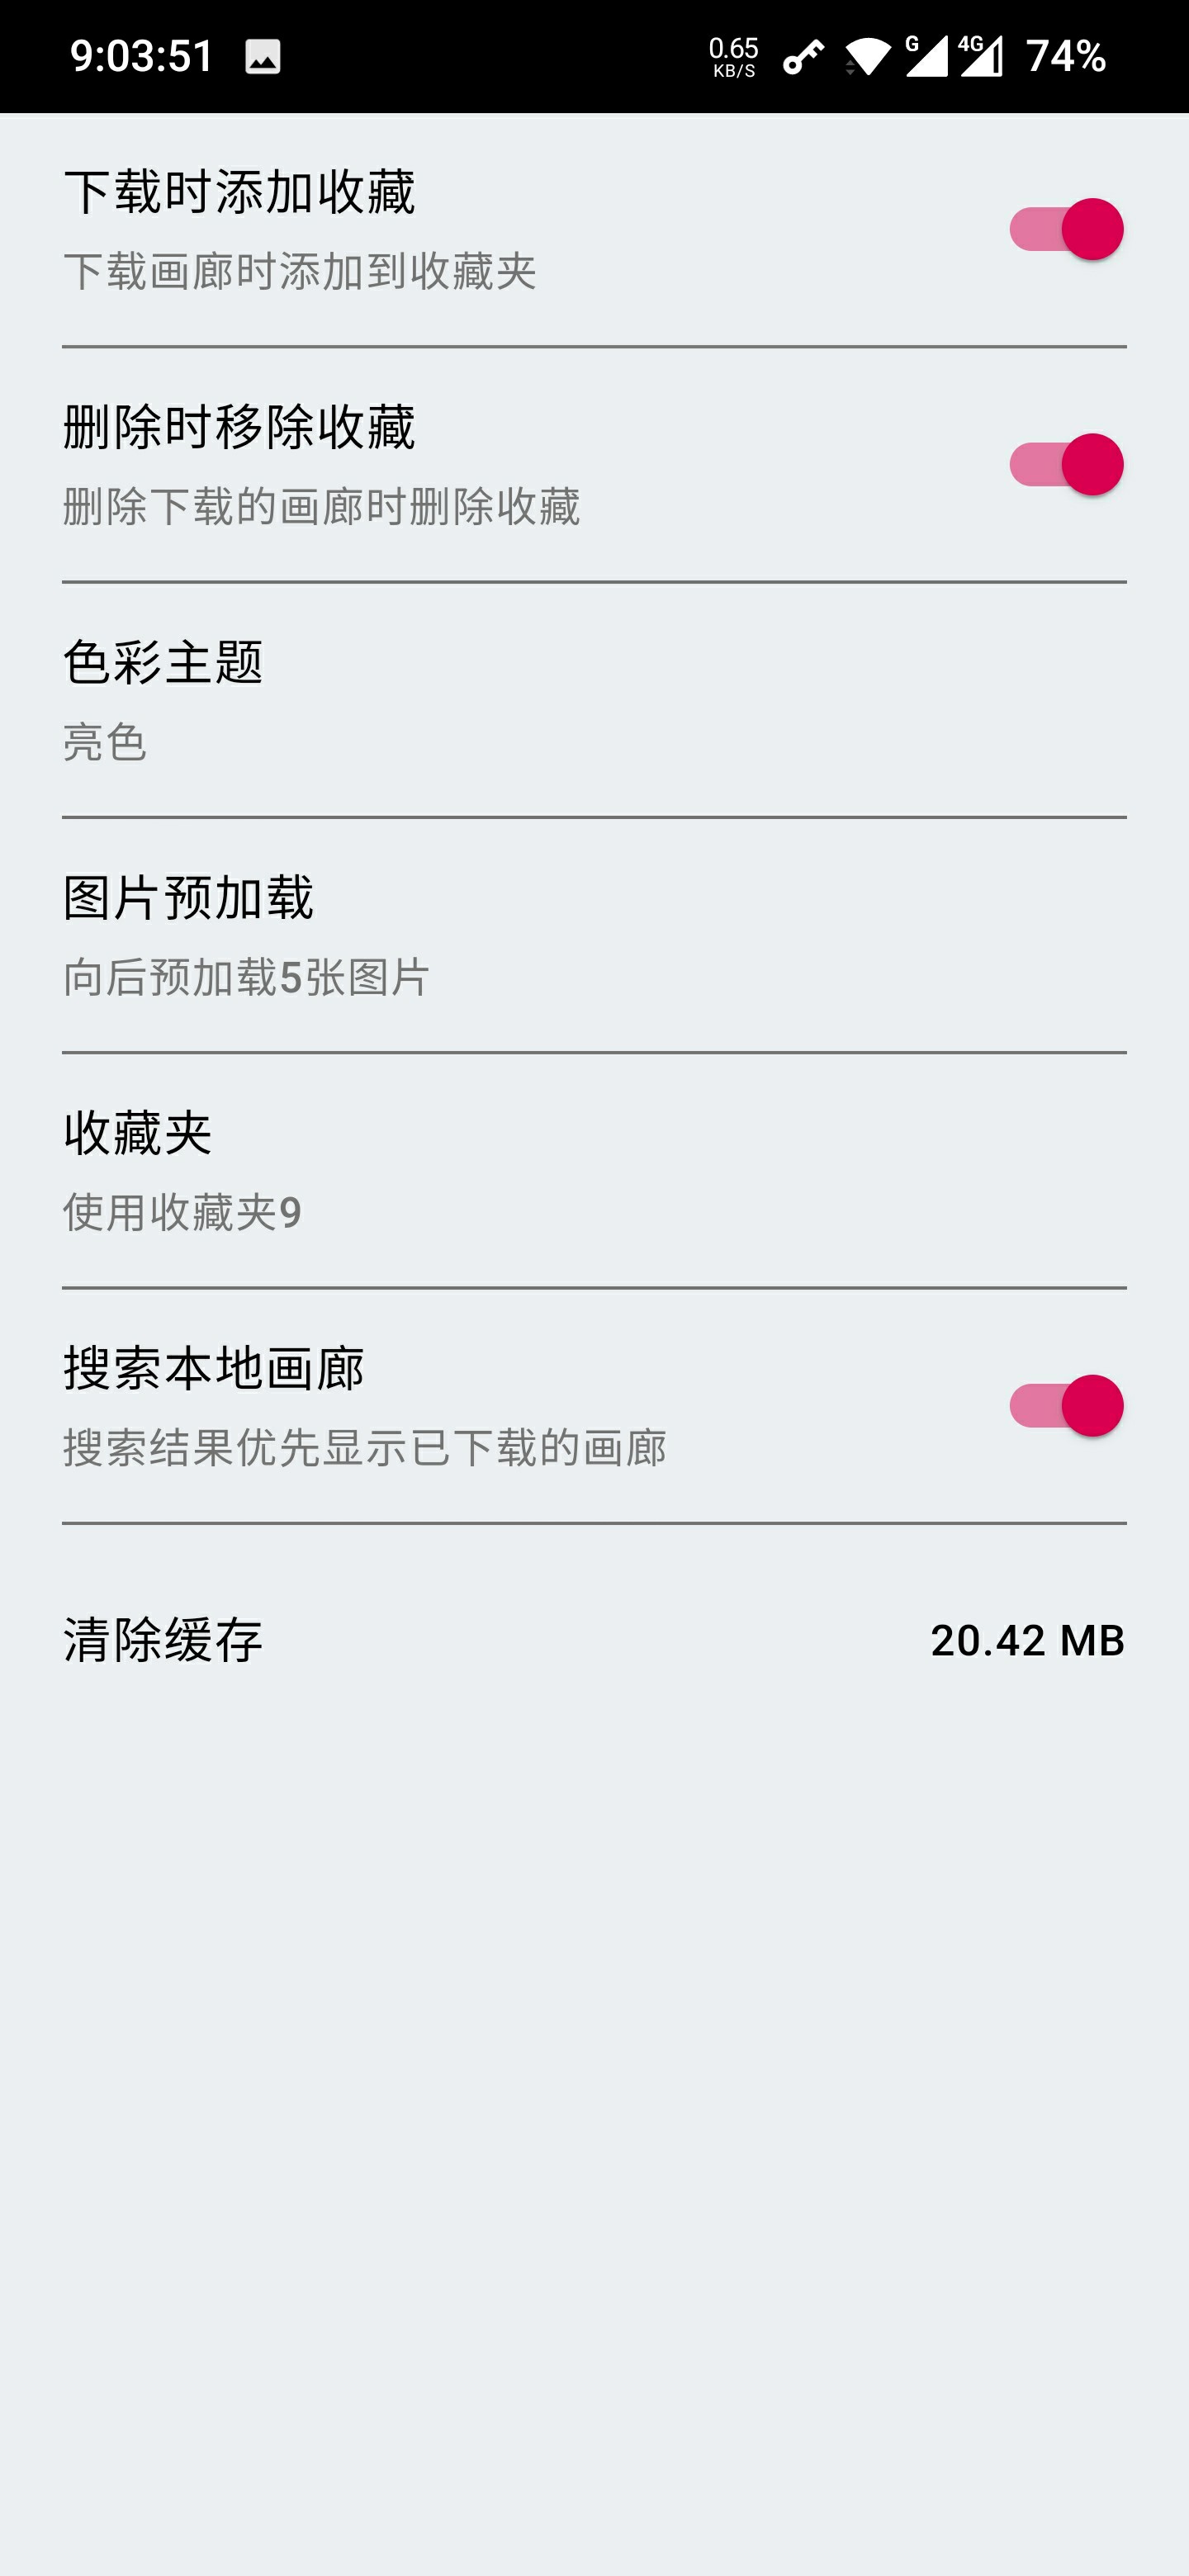 9:03:51 0.65 KB/S G 4G 74%
下载时添加收藏
下载画廊时添加到收藏夹
删除时移除收藏
删除下载的画廊时删除收藏
色彩主题
亮色
图片预加载
向后预加载5张图片
收藏夹
使用收藏夹9
搜索本地画廊
搜索结果优先显示已下载的画廊
清除缓存 20.42 MB